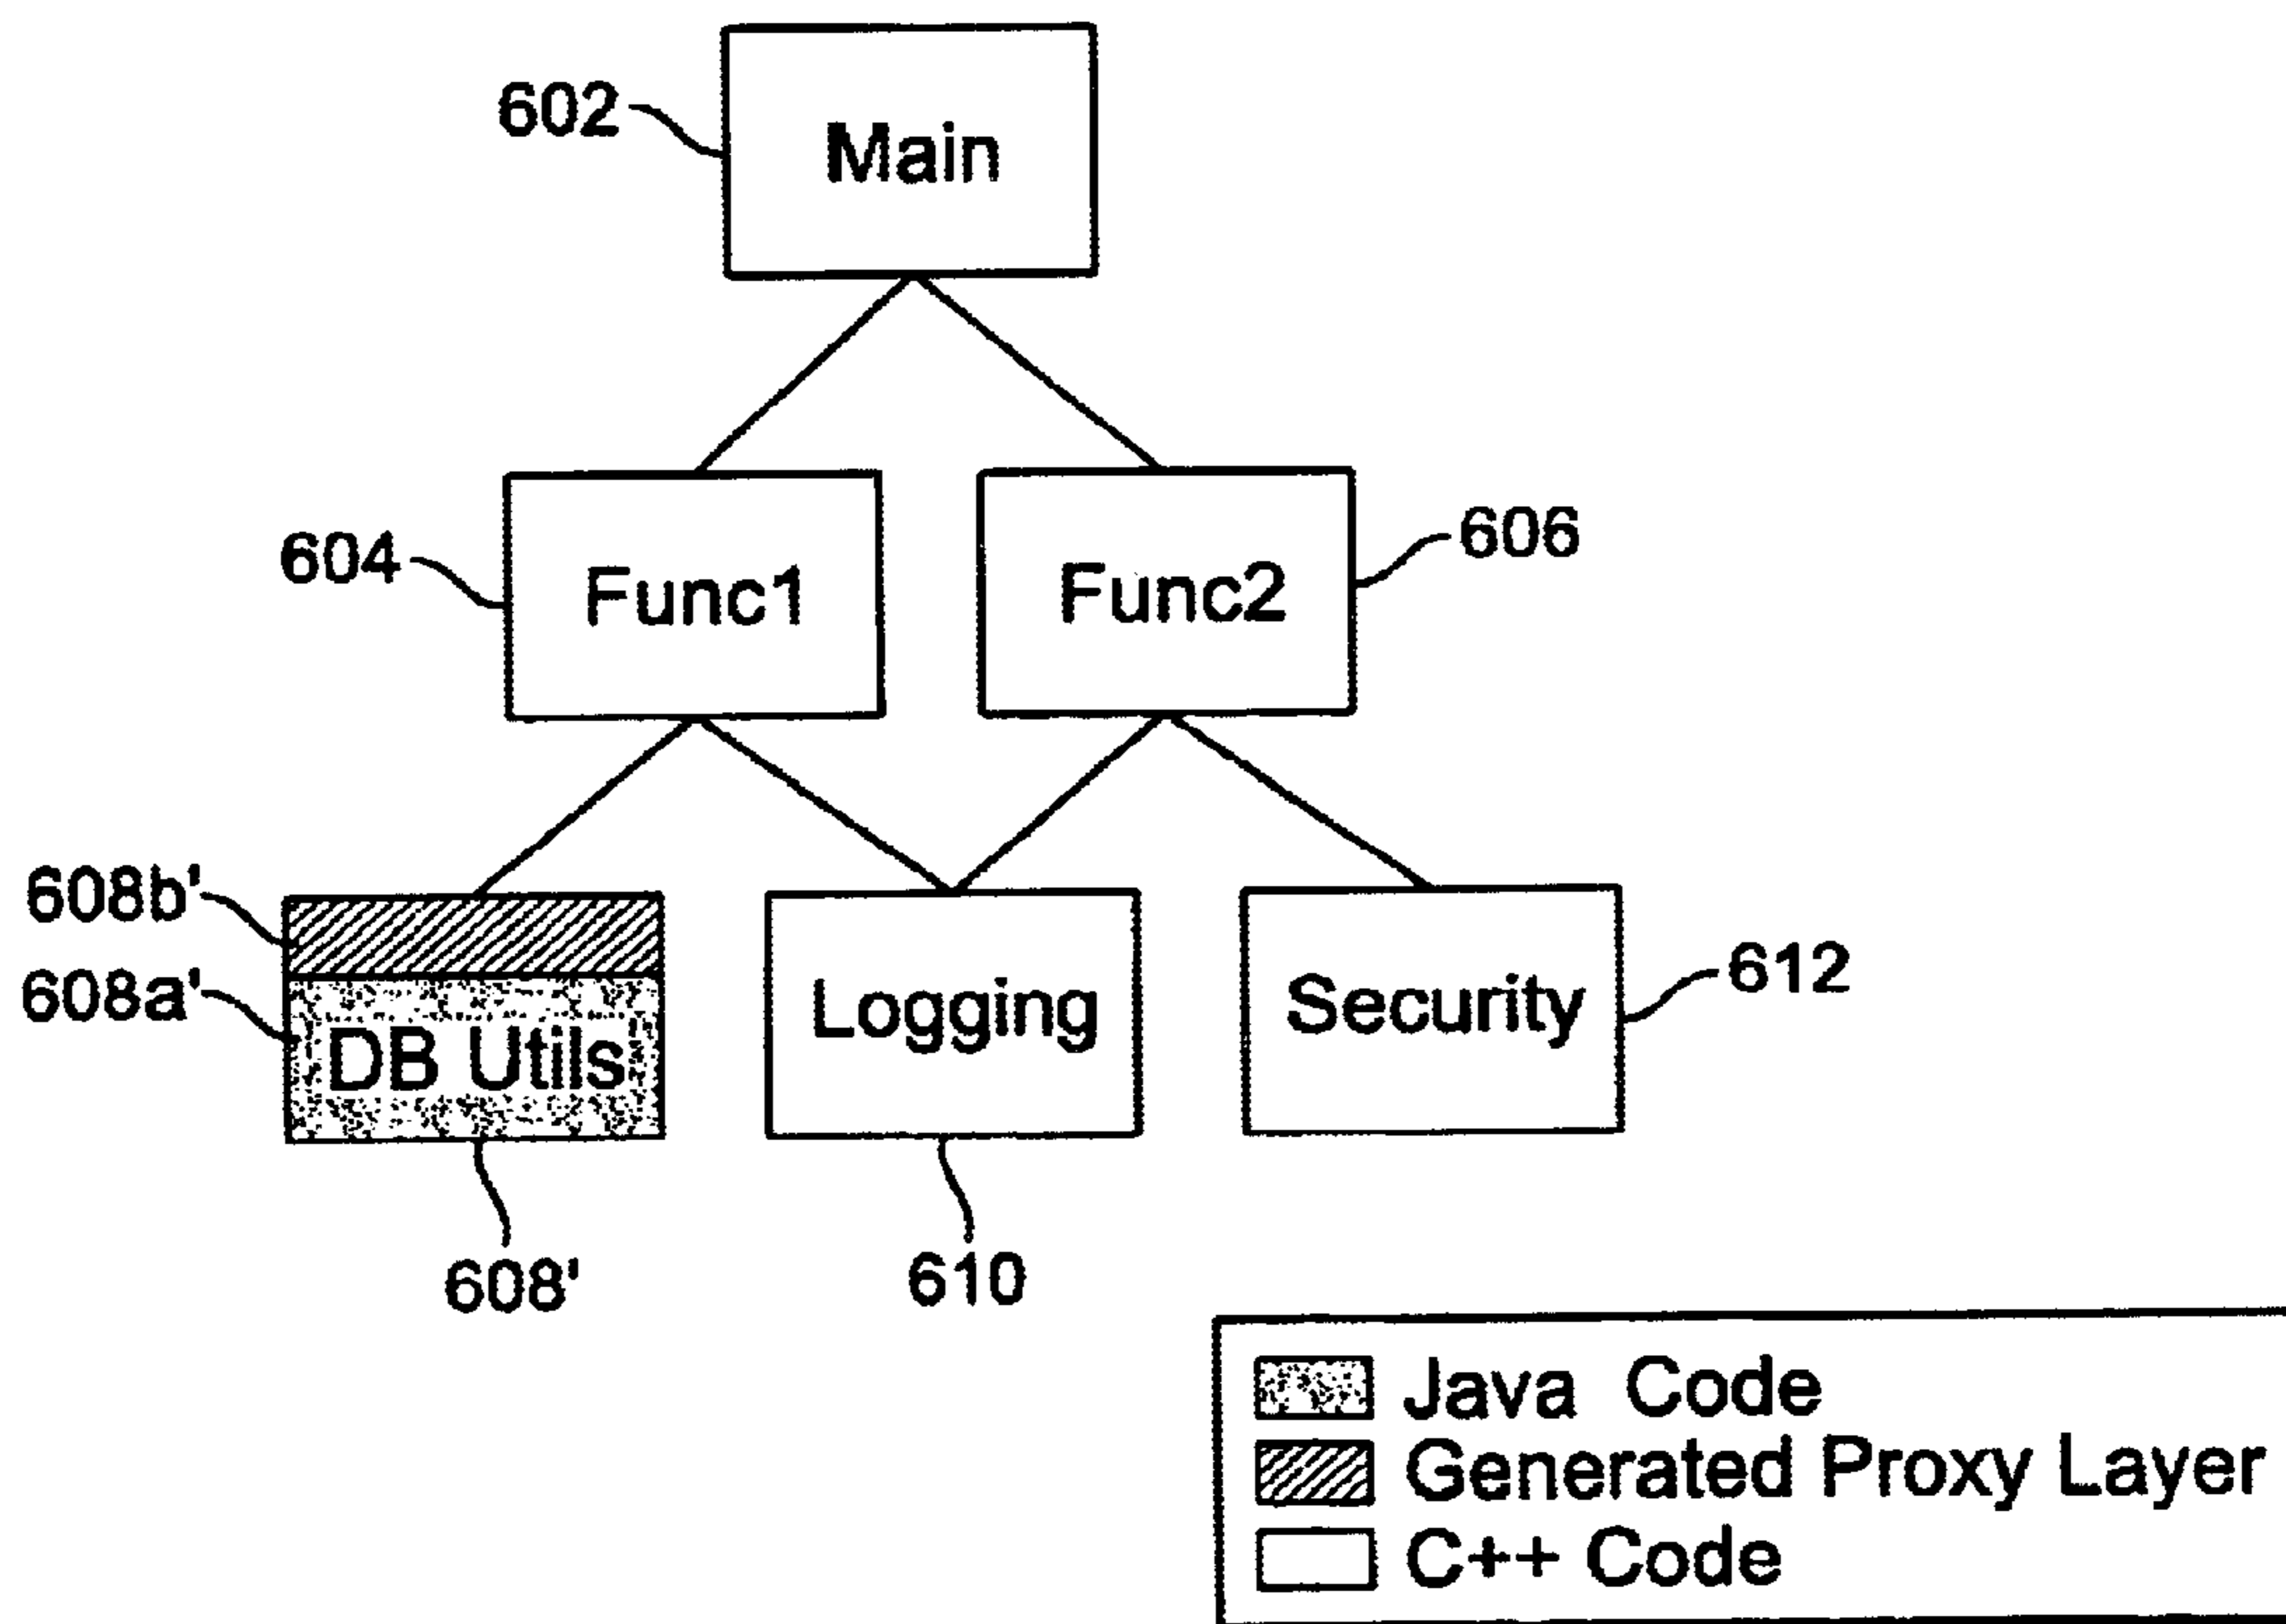 602
Main
604
Func1
Func2
606
608b'
608a'
DB Utils
Logging
Security
612
608'
610
Java Code
Generated Proxy Layer
C++ Code